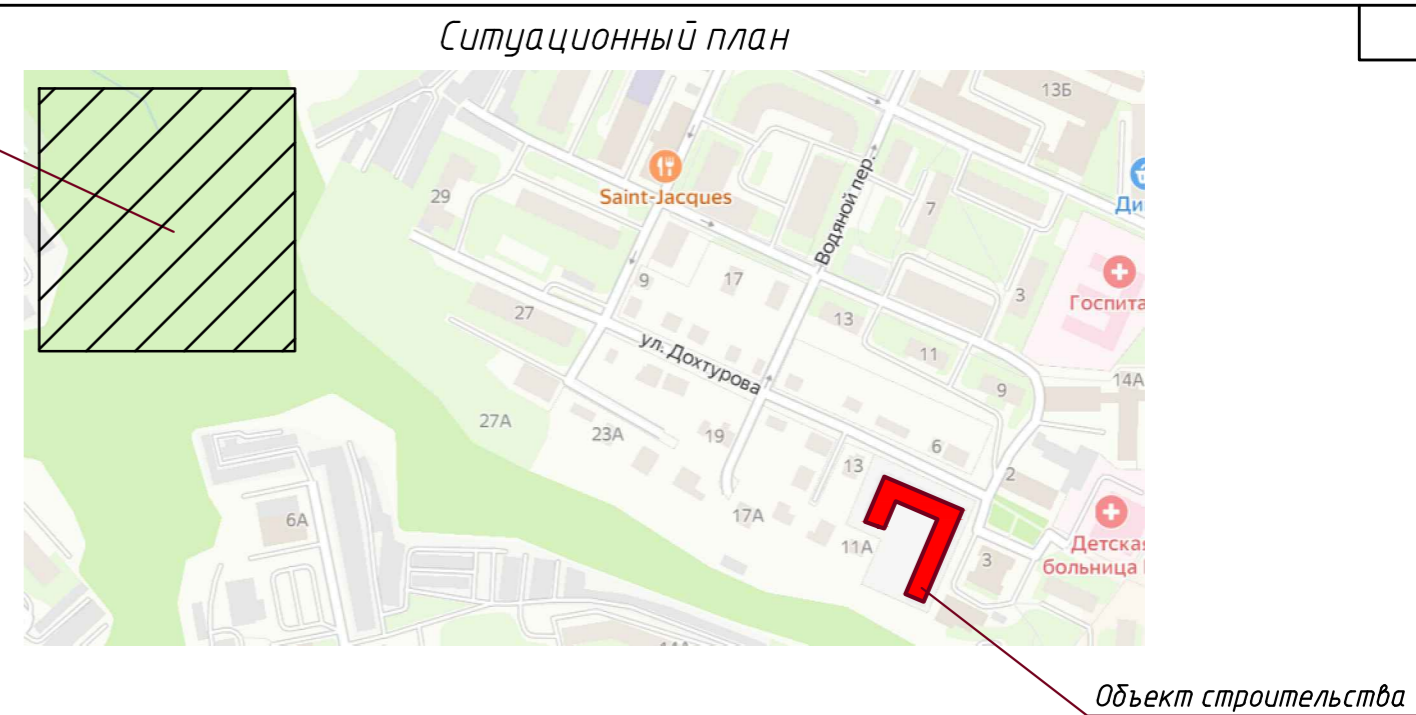 Ситуационный план
13Б
Saint-Jacques
Водяной пер.
Ди
29
7
Госпита
9
17
3
27
13
ул. Дохтурова
11
14А
9
27А
23А
19
6
13
2
17А
6А
11А
3
Детска
больница
Объект строительства